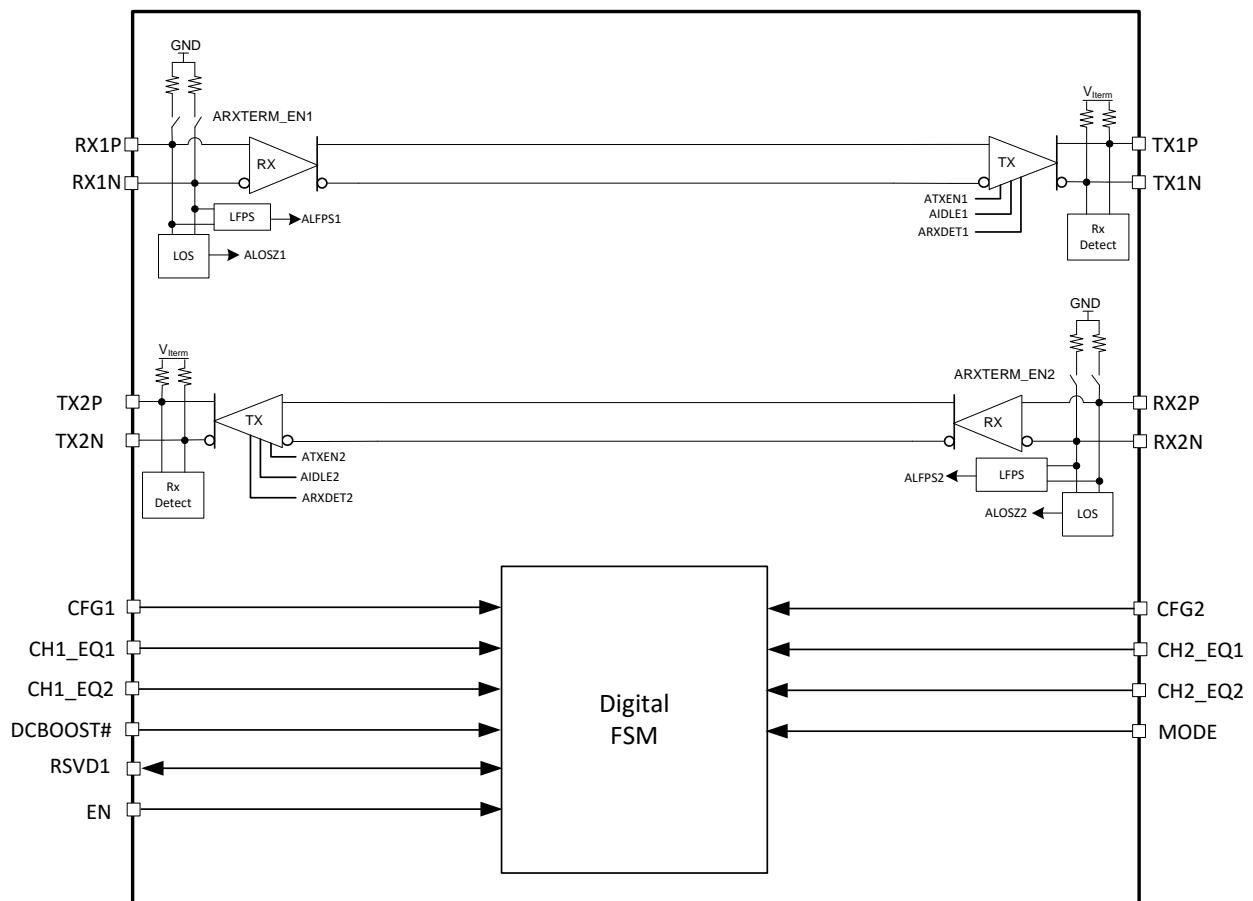 GND
ARXTERM_EN1
V_Iterm
RX1P
RX
TX
TX1P
RX1N
TX1N
ATXEN1
LFPS
ALFPS1
AIDLE1
ARXDET1
Rx
Detect
LOS
ALOSZ1
GND
V_Iterm
ARXTERM_EN2
TX2P
TX
RX
RX2P
TX2N
RX2N
ATXEN2
AIDLE2
ARXDET2
Rx
Detect
ALFPS2
LFPS
ALOSZ2
LOS
CFG1
CFG2
CH1_EQ1
CH2_EQ1
CH1_EQ2
CH2_EQ2
Digital
FSM
DCBOOST#
MODE
RSVD1
EN